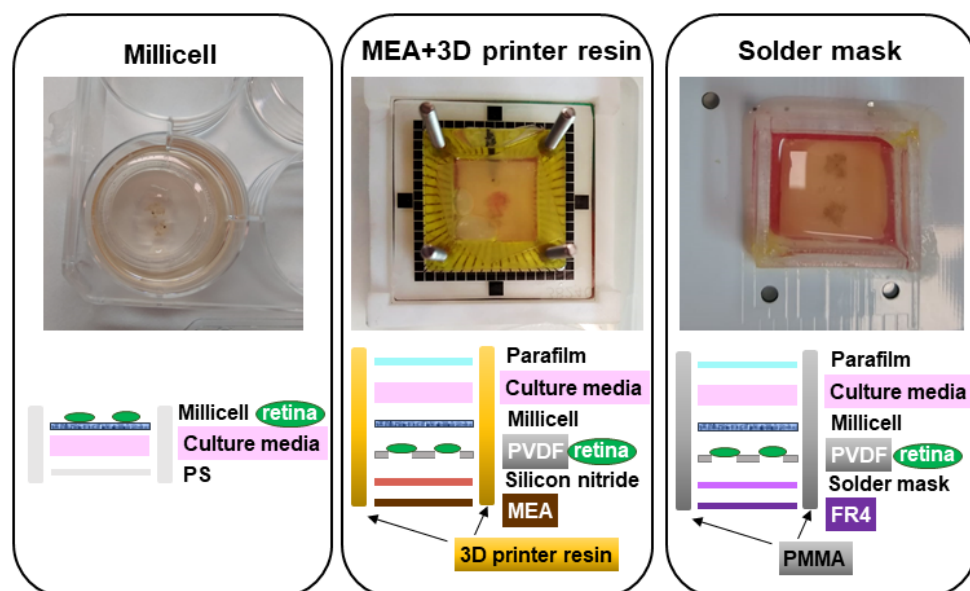 Millicell
Millicell retina
Culture media
PS
MEA+3D printer resin
Parafilm
Culture media
Millicell
PVDF retina
Silicon nitride
MEA
3D printer resin
Solder mask
Parafilm
Culture media
Millicell
PVDF retina
Solder mask
FR4
PMMA